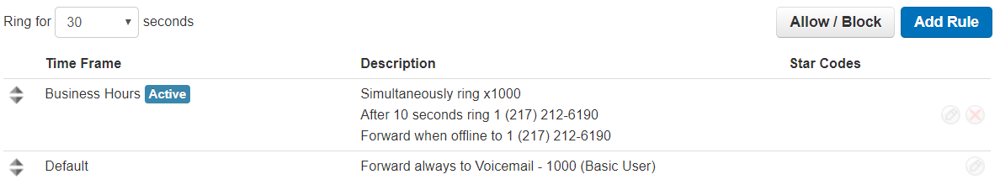 Ring for 30 seconds Allow / Block Add Rule
Time Frame Description Star Codes
Business Hours Active Simultaneously ring x1000
After 10 seconds ring 1 (217) 212-6190
Forward when offline to 1 (217) 212-6190
Default Forward always to Voicemail - 1000 (Basic User)